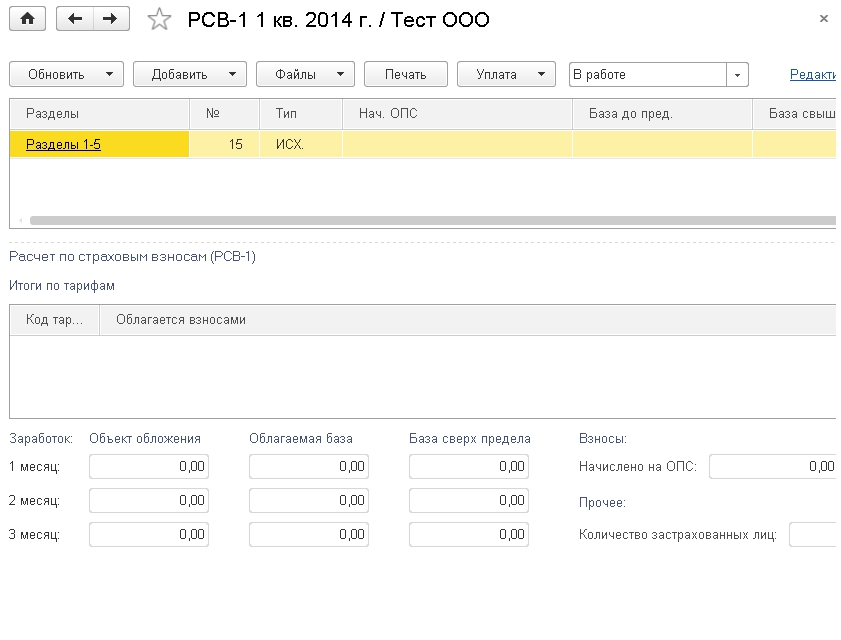 РСВ-1 1 кв. 2014 г. / Тест ООО
Обновить Добавить Файлы Печать Уплата В работе Редакти
Разделы № Тип Нач. ОПС База до пред. База свыш
Разделы 1-5 15 ИСХ.
Расчет по страховым взносам (РСВ-1)
Итоги по тарифам
Код тар... Облагается взносами
Заработок: Объект обложения Облагаемая база База сверх предела Взносы:
1 месяц: 0,00 0,00 0,00 Начислено на ОПС: 0,00
2 месяц: 0,00 0,00 0,00 Прочее:
3 месяц: 0,00 0,00 0,00 Количество застрахованных лиц: